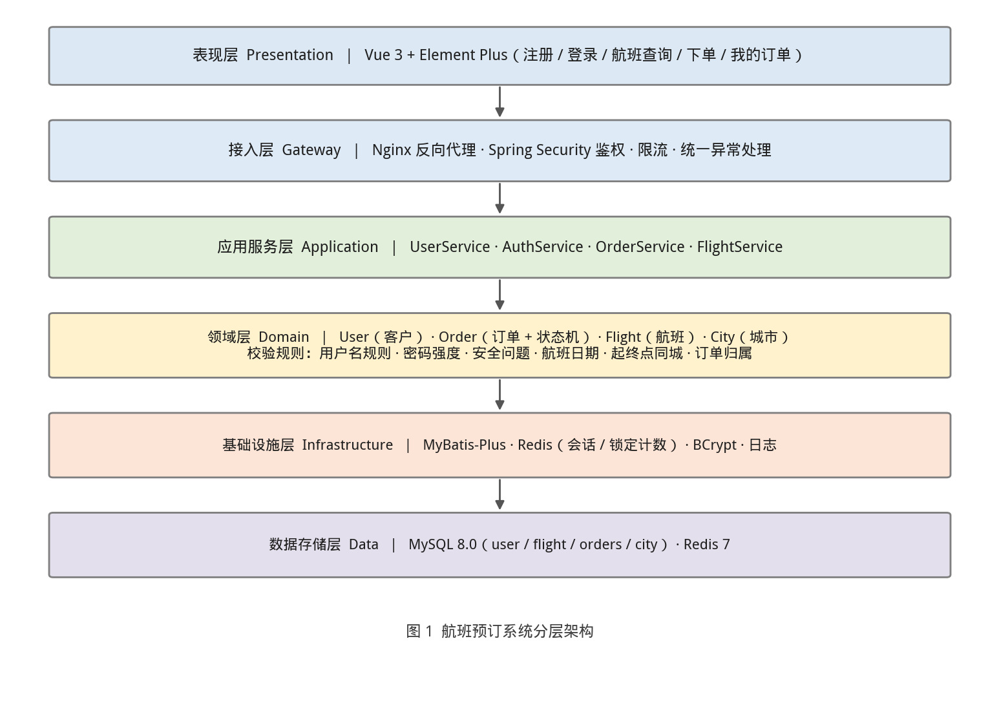 表现层 Presentation | Vue 3 + Element Plus（注册 / 登录 / 航班查询 / 下单 / 我的订单）
接入层 Gateway | Nginx 反向代理 · Spring Security 鉴权 · 限流 · 统一异常处理
应用服务层 Application | UserService · AuthService · OrderService · FlightService
领域层 Domain | User（客户）· Order（订单 + 状态机）· Flight（航班）· City（城市）
校验规则：用户名规则 · 密码强度 · 安全问题 · 航班日期 · 起终点同城 · 订单归属
基础设施层 Infrastructure | MyBatis-Plus · Redis（会话 / 锁定计数）· BCrypt · 日志
数据存储层 Data | MySQL 8.0（user / flight / orders / city）· Redis 7
图 1 航班预订系统分层架构